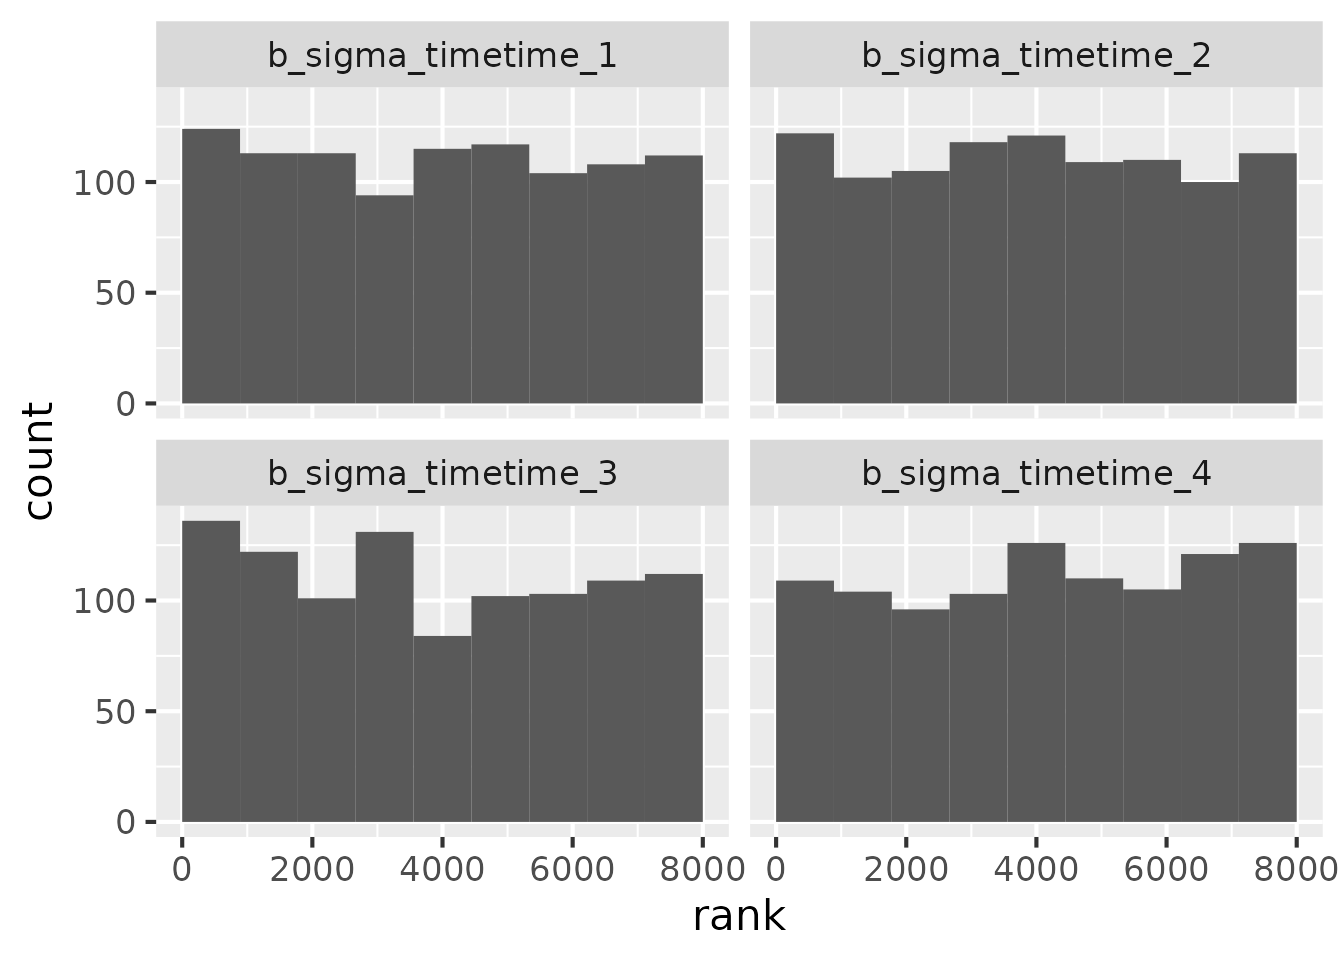 b_sigma_timetime_1
b_sigma_timetime_2
100
50
0
b_sigma_timetime_3
b_sigma_timetime_4
100
50
0
0 2000 4000 6000 8000
0 2000 4000 6000 8000
rank
count